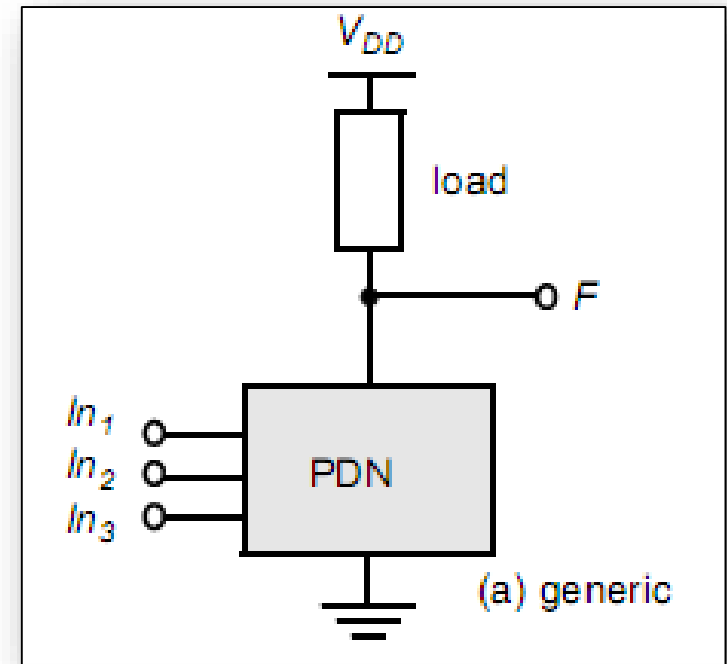 V_DD
load
F
In_1
In_2
PDN
In_3
(a) generic